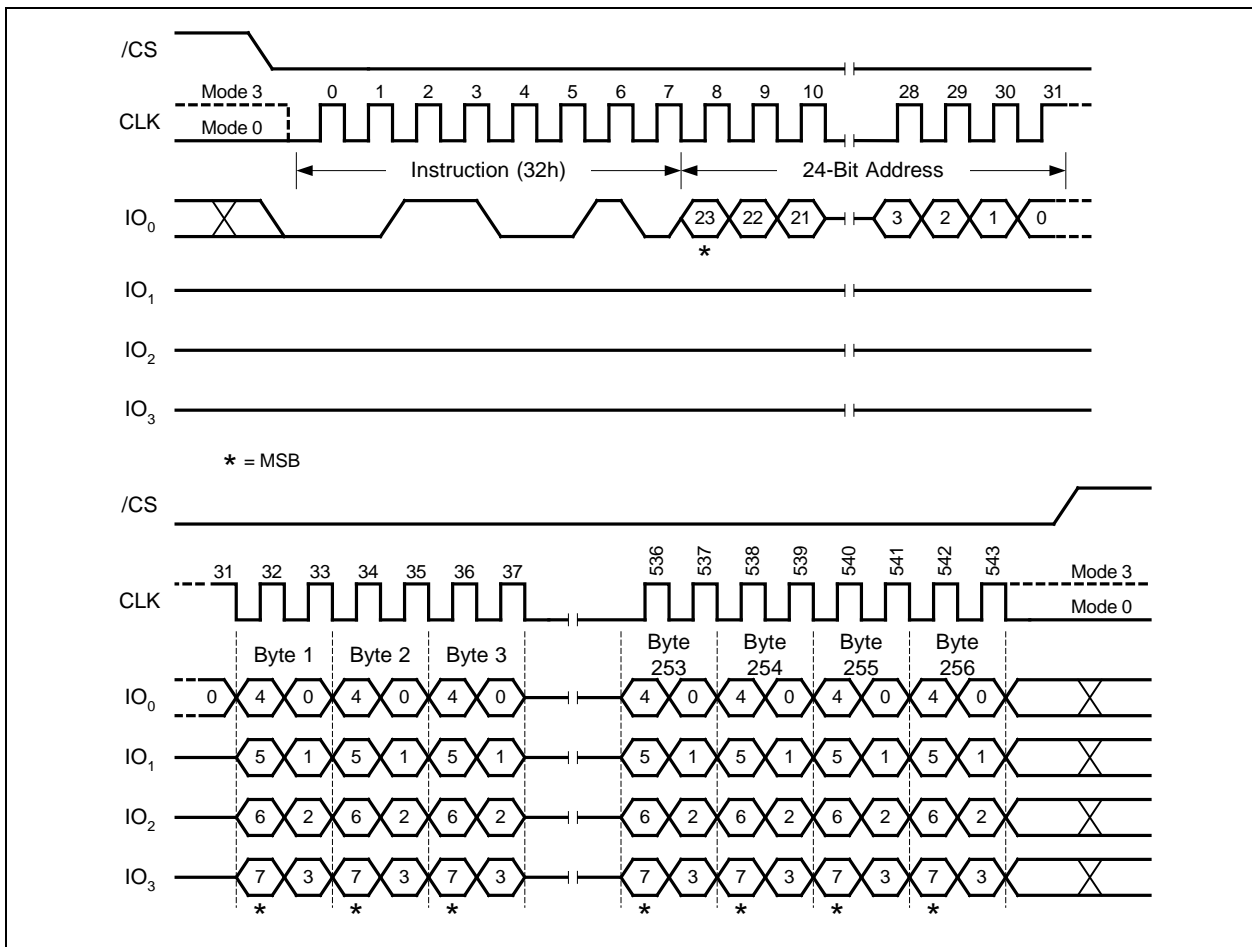 /CS
Mode 3 0 1 2 3 4 5 6 7 8 9 10 28 29 30 31
CLK
Mode 0
Instruction (32h) 24-Bit Address
IO0 23 22 21 3 2 1 0
*
IO1
IO2
IO3
* = MSB
/CS
31 32 33 34 35 36 37 536 537 538 539 540 541 542 543
Mode 3
CLK
Mode 0
Byte 1 Byte 2 Byte 3 Byte 253 Byte 254 Byte 255 Byte 256
IO0 0 4 0 4 0 4 0 4 0 4 0 4 0 4 0
IO1 5 1 5 1 5 1 5 1 5 1 5 1 5 1
IO2 6 2 6 2 6 2 6 2 6 2 6 2 6 2
IO3 7 3 7 3 7 3 7 3 7 3 7 3 7 3
* * * * * * *